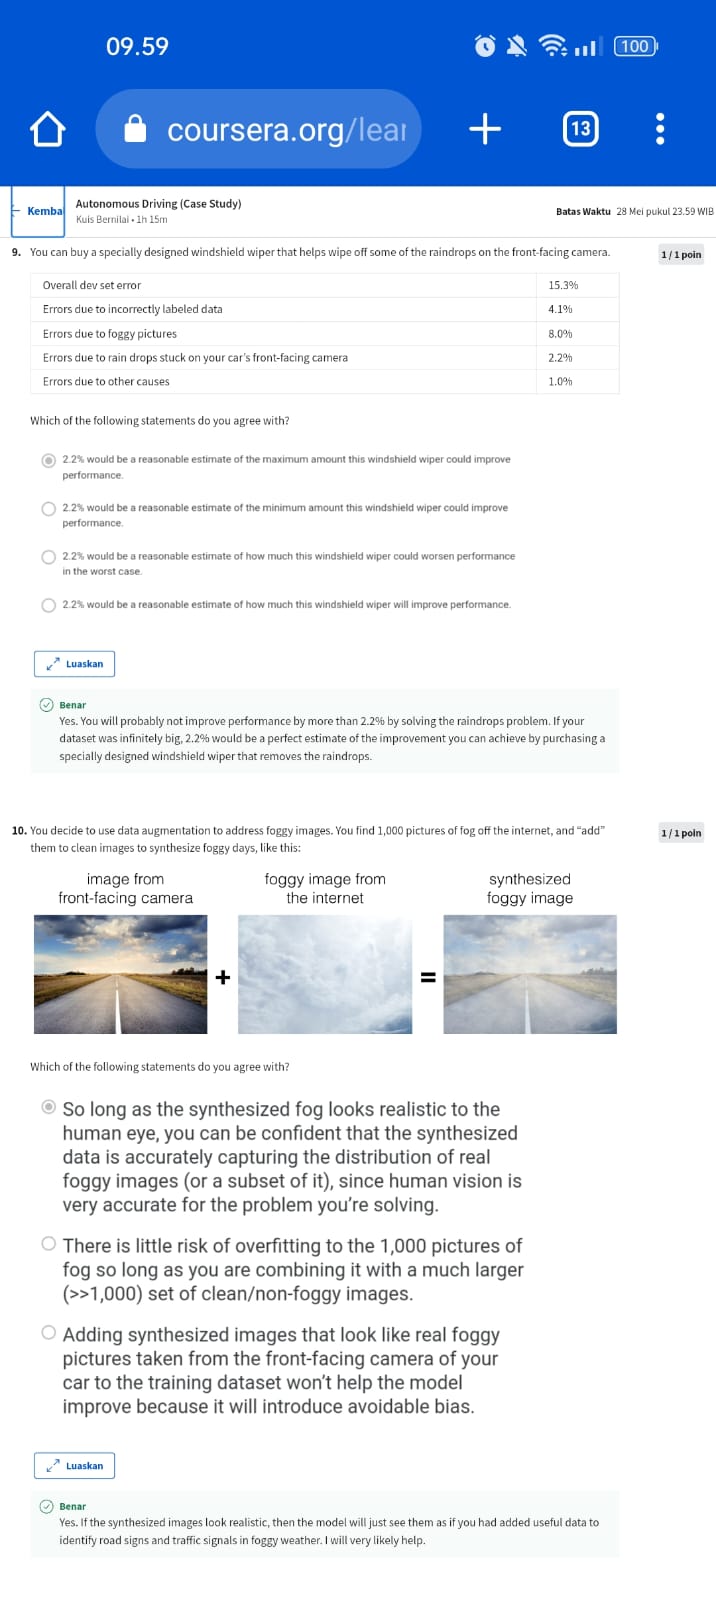 09.59
100
coursera.org/lear
13
Kemba
Autonomous Driving (Case Study)
Kuis Bernilai • 1h 15m
Batas Waktu 28 Mei pukul 23.59 WIB
9. You can buy a specially designed windshield wiper that helps wipe off some of the raindrops on the front-facing camera.
1 / 1 poin
Overall dev set error 15.3%
Errors due to incorrectly labeled data 4.1%
Errors due to foggy pictures 8.0%
Errors due to rain drops stuck on your car's front-facing camera 2.2%
Errors due to other causes 1.0%
Which of the following statements do you agree with?
2.2% would be a reasonable estimate of the maximum amount this windshield wiper could improve
performance.
2.2% would be a reasonable estimate of the minimum amount this windshield wiper could improve
performance.
2.2% would be a reasonable estimate of how much this windshield wiper could worsen performance
in the worst case.
2.2% would be a reasonable estimate of how much this windshield wiper will improve performance.
Luaskan
Benar
Yes. You will probably not improve performance by more than 2.2% by solving the raindrops problem. If your
dataset was infinitely big, 2.2% would be a perfect estimate of the improvement you can achieve by purchasing a
specially designed windshield wiper that removes the raindrops.
10. You decide to use data augmentation to address foggy images. You find 1,000 pictures of fog off the internet, and “add”
1 / 1 poin
them to clean images to synthesize foggy days, like this:
image from
front-facing camera
foggy image from
the internet
synthesized
foggy image
+
=
Which of the following statements do you agree with?
So long as the synthesized fog looks realistic to the
human eye, you can be confident that the synthesized
data is accurately capturing the distribution of real
foggy images (or a subset of it), since human vision is
very accurate for the problem you're solving.
There is little risk of overfitting to the 1,000 pictures of
fog so long as you are combining it with a much larger
(>>1,000) set of clean/non-foggy images.
Adding synthesized images that look like real foggy
pictures taken from the front-facing camera of your
car to the training dataset won't help the model
improve because it will introduce avoidable bias.
Luaskan
Benar
Yes. If the synthesized images look realistic, then the model will just see them as if you had added useful data to
identify road signs and traffic signals in foggy weather. I will very likely help.